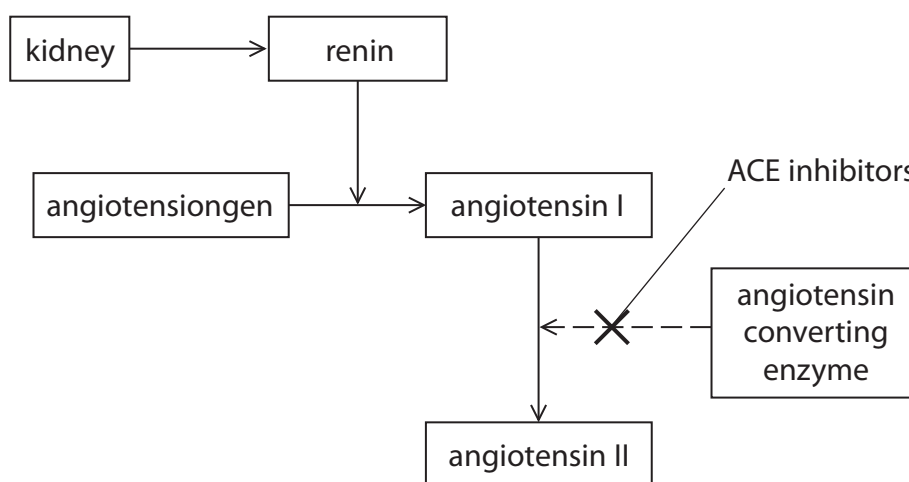 kidney
renin
ACE inhibitors
angiotensiongen
angiotensin I
angiotensin
converting
enzyme
angiotensin II